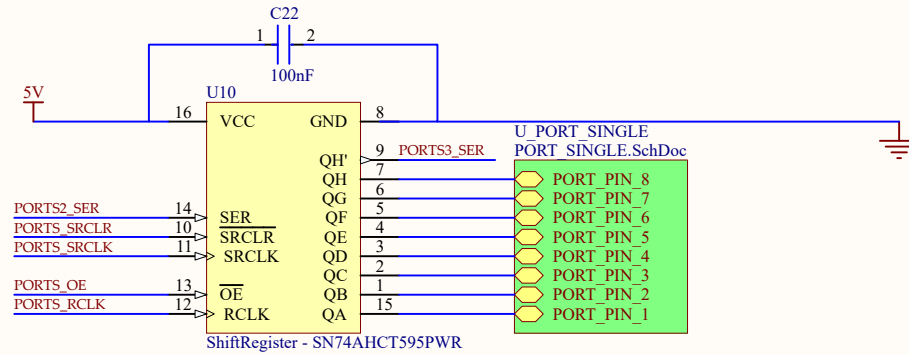 C22
1 2
100nF
5V
U10
16 VCC GND 8
U_PORT_SINGLE
PORT_SINGLE.SchDoc
QH' 9 PORTS3_SER
QH 7 PORT_PIN_8
QG 6 PORT_PIN_7
PORTS2_SER 14 SER QF 5 PORT_PIN_6
PORTS_SRCLR 10 SRCLR QE 4 PORT_PIN_5
PORTS_SRCLK 11 SRCLK QD 3 PORT_PIN_4
QC 2 PORT_PIN_3
PORTS_OE 13 OE QB 1 PORT_PIN_2
PORTS_RCLK 12 RCLK QA 15 PORT_PIN_1
ShiftRegister - SN74AHCT595PWR